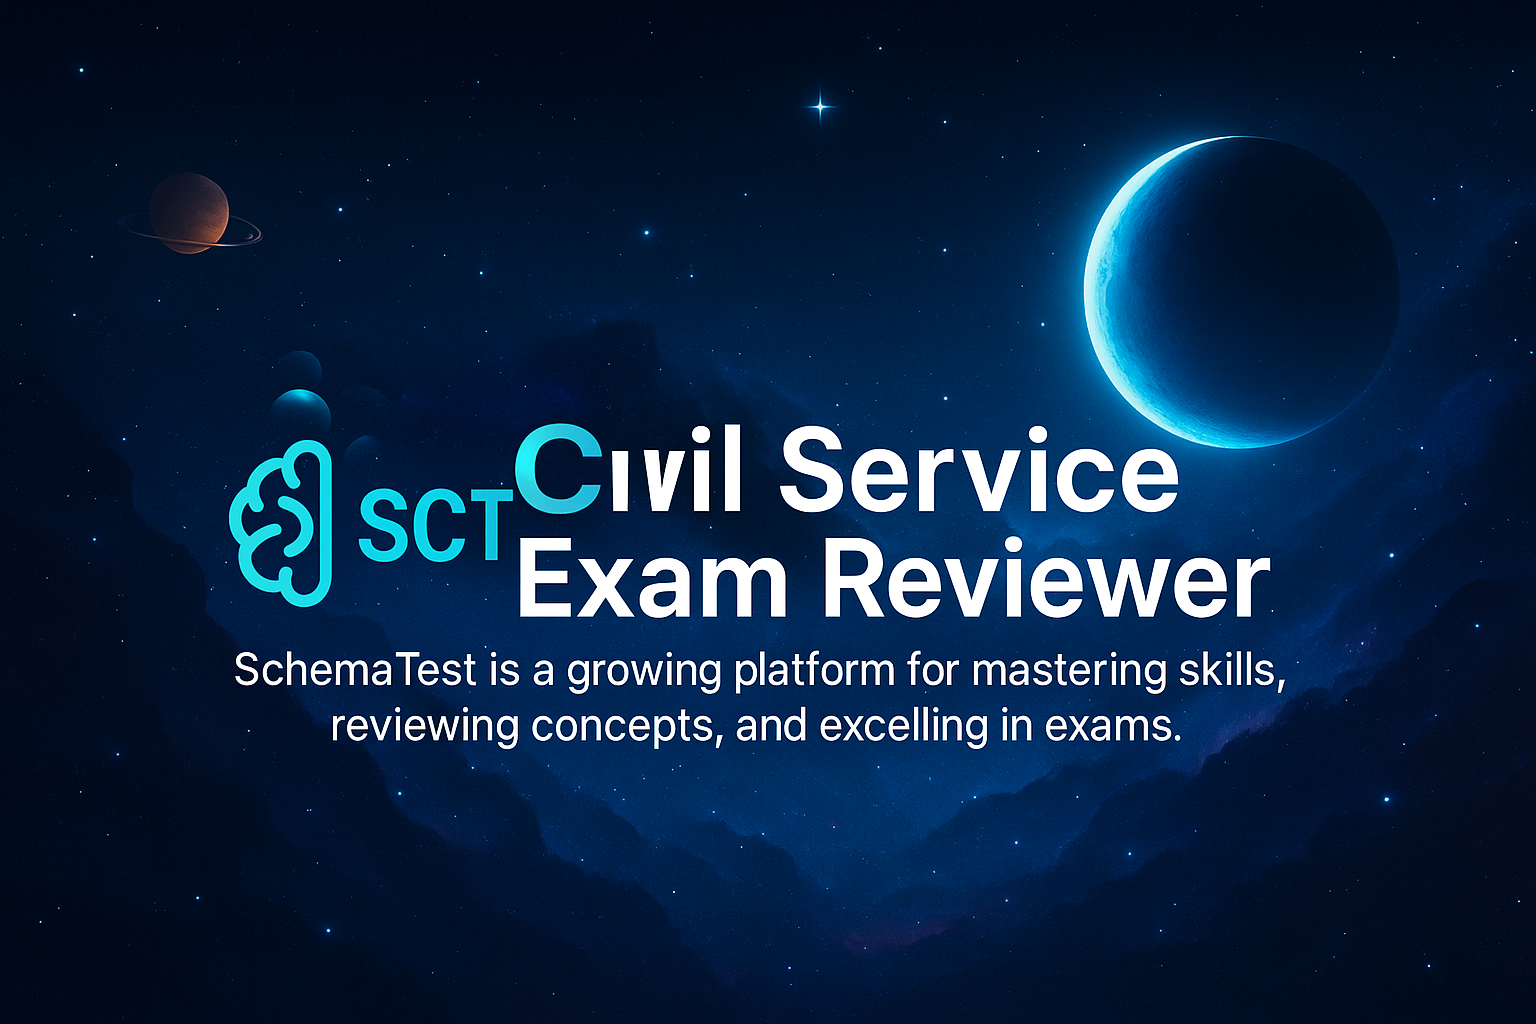 SCT
Civil Service
Exam Reviewer
SchemaTest is a growing platform for mastering skills,
reviewing concepts, and excelling in exams.